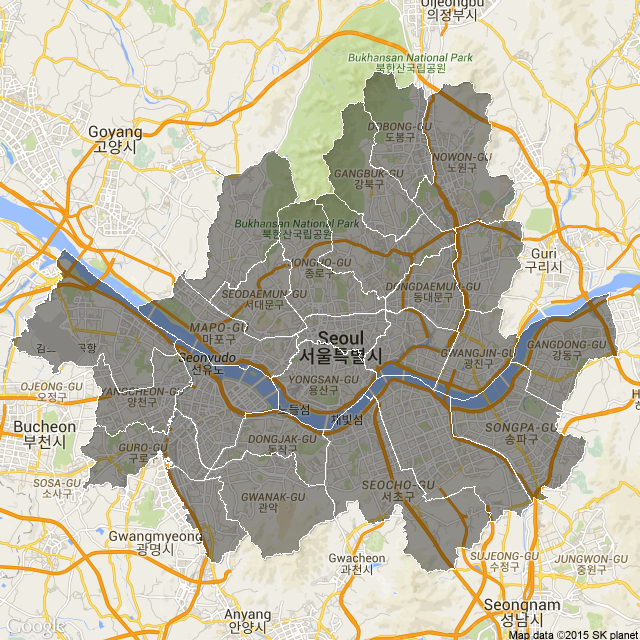 Uijeongbu
의정부시
Bukhansan National Park
북한산국립공원
Goyang
고양시
DOBONG-GU
도봉구
NOWON-GU
노원구
GANGBUK-GU
강북구
Bukhansan National Park
북한산국립공원
Guri
구리시
JONGNO-GU
종로구
SEODAEMUN-GU
서대문구
DONGDAEMUN-GU
동대문구
MAPO-GU
마포구
Seoul
서울특별시
GWANGJIN-GU
광진구
GANGDONG-GU
강동구
Seonyudo
선유도
YONGSAN-GU
용산구
OJEONG-GU
오정구
YANGCHEON-GU
양천구
Bucheon
부천시
SONGPA-GU
송파구
GURO-GU
구로구
DONGJAK-GU
동작구
SOSA-GU
소사구
SEOCHO-GU
서초구
GWANAK-GU
관악
Gwangmyeong
광명시
Gwacheon
과천시
SUJEONG-GU
수정구
JUNGWON-GU
중원구
Anyang
안양시
Seongnam
성남시
Google
Map data ©2015 SK planet